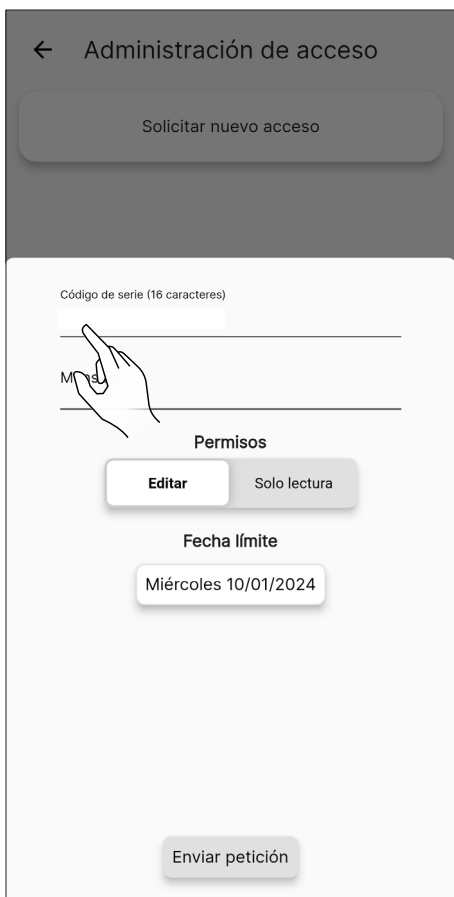 Administración de acceso
Solicitar nuevo acceso
Código de serie (16 caracteres)
Permisos
Editar
Solo lectura
Fecha límite
Miércoles 10/01/2024
Enviar petición